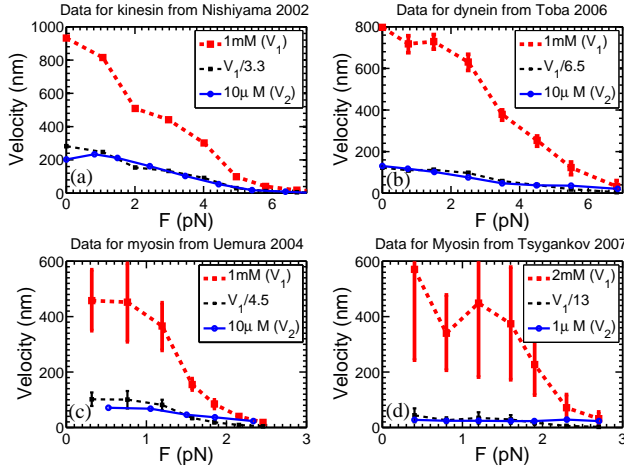 Data for kinesin from Nishiyama 2002
1000
800
600
400
200
0
Velocity (nm)
1mM (V1)
V1/3.3
10μ M (V2)
(a)
0 2 4 6
F (pN)
Data for dynein from Toba 2006
800
600
400
200
0
Velocity (nm)
1mM (V1)
V1/6.5
10μ M (V2)
(b)
0 2 4 6
F (pN)
Data for myosin from Uemura 2004
600
400
200
0
Velocity (nm)
1mM (V1)
V1/4.5
10μ M (V2)
(c)
0 1 2 3
F (pN)
Data for Myosin from Tsygankov 2007
600
400
200
0
Velocity (nm)
2mM (V1)
V1/13
1μ M (V2)
(d)
0 1 2 3
F (pN)